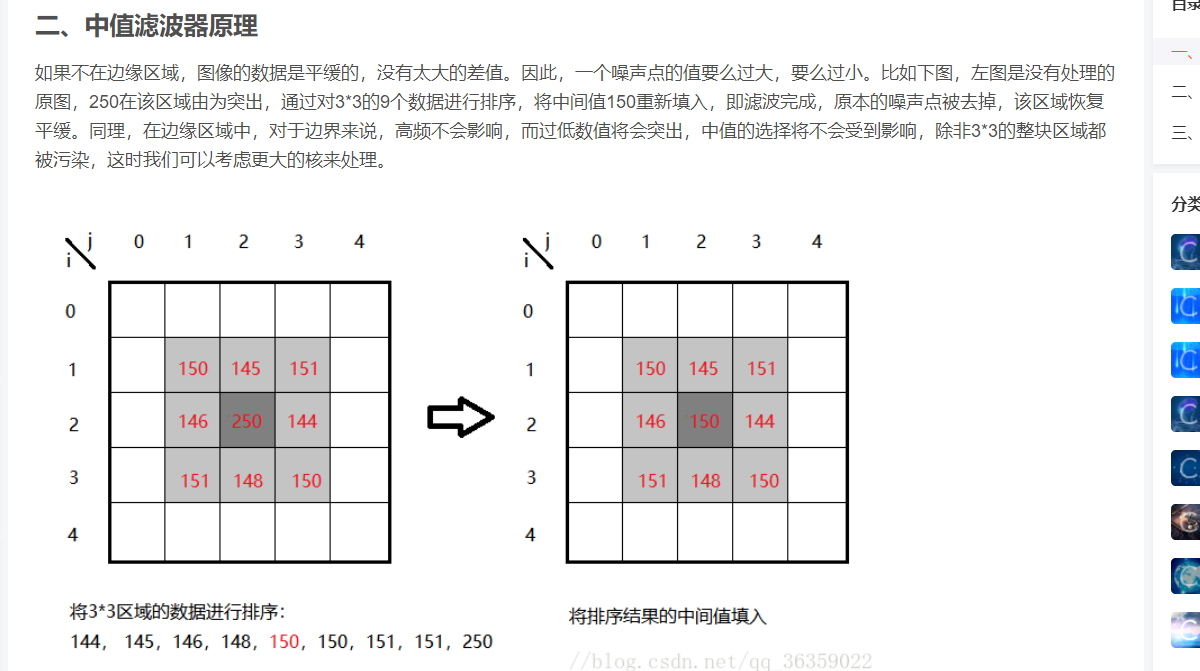 二、中值滤波器原理
如果不在边缘区域，图像的数据是平缓的，没有太大的差值。因此，一个噪声点的值要么过大，要么过小。比如下图，左图是没有处理的
原图，250在该区域由为突出，通过对3*3的9个数据进行排序，将中间值150重新填入，即滤波完成，原本的噪声点被去掉，该区域恢复
平缓。同理，在边缘区域中，对于边界来说，高频不会影响，而过低数值将会突出，中值的选择将不会受到影响，除非3*3的整块区域都
被污染，这时我们可以考虑更大的核来处理。
j 0 1 2 3 4
i
0
1 150 145 151
2 146 250 144
3 151 148 150
4
将3*3区域的数据进行排序：
144， 145，146，148，150，150，151，151，250
j 0 1 2 3 4
i
0
1 150 145 151
2 146 150 144
3 151 148 150
4
将排序结果的中间值填入
//blog.csdn.net/qq_36359022
目录
一、
二、
三、
分类